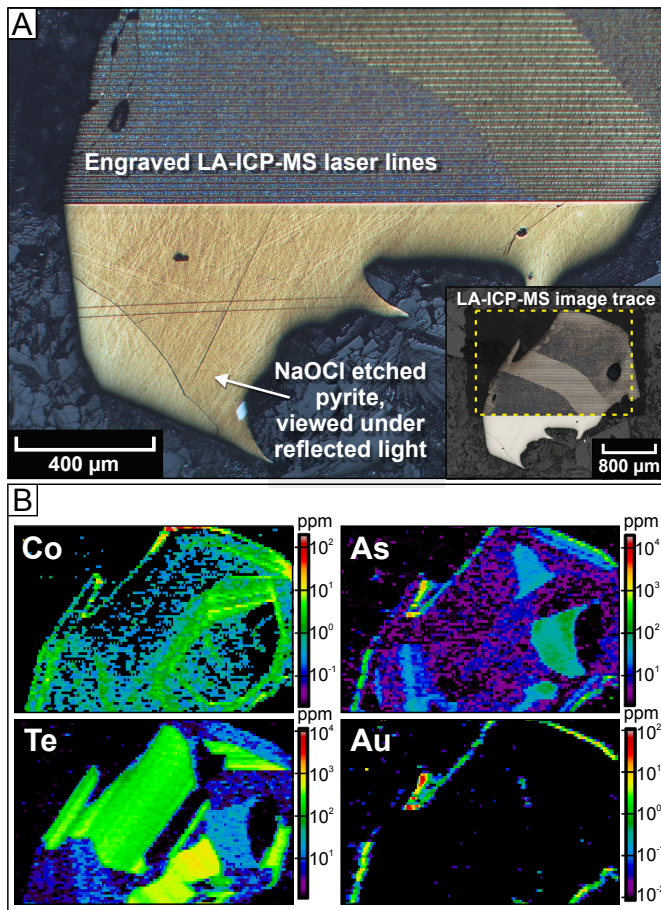 A
Engraved LA-ICP-MS laser lines
LA-ICP-MS image trace
NaOCl etched
pyrite,
viewed under
reflected light
400 µm
800 µm
B
ppm
Co
10²
10¹
10⁰
10⁻¹
ppm
As
10⁴
10³
10²
10¹
ppm
Te
10⁴
10³
10²
10¹
ppm
Au
10²
10¹
10⁰
10⁻¹
10⁻²